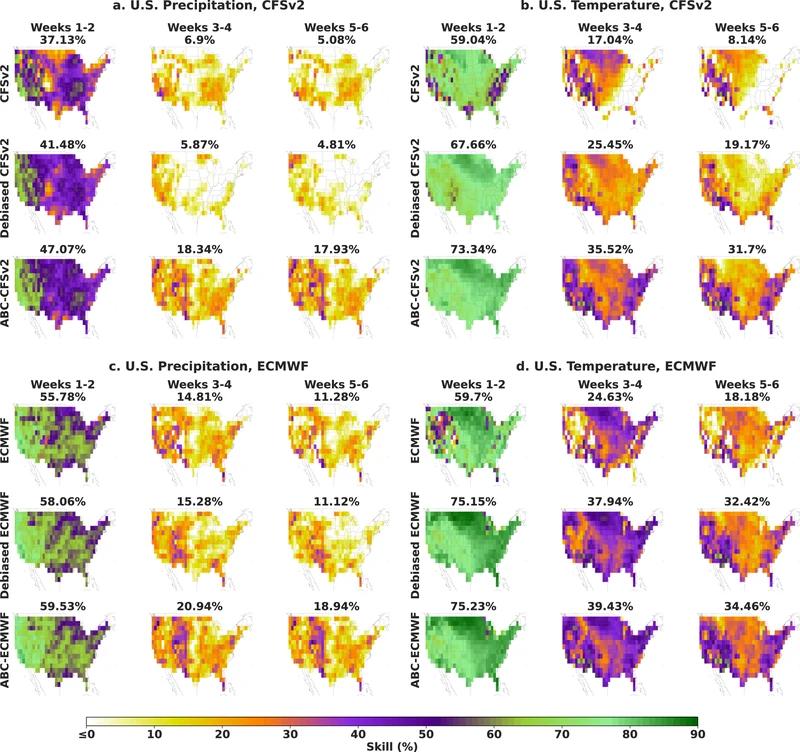 a. U.S. Precipitation, CFSv2
b. U.S. Temperature, CFSv2
Weeks 1-2 Weeks 3-4 Weeks 5-6 Weeks 1-2 Weeks 3-4 Weeks 5-6
37.13% 6.9% 5.08% 59.04% 17.04% 8.14%
CFSv2 CFSv2
41.48% 5.87% 4.81% 67.66% 25.45% 19.17%
Debiased CFSv2 Debiased CFSv2
47.07% 18.34% 17.93% 73.34% 35.52% 31.7%
ABC-CFSv2 ABC-CFSv2
c. U.S. Precipitation, ECMWF
d. U.S. Temperature, ECMWF
Weeks 1-2 Weeks 3-4 Weeks 5-6 Weeks 1-2 Weeks 3-4 Weeks 5-6
55.78% 14.81% 11.28% 59.7% 24.63% 18.18%
ECMWF ECMWF
58.06% 15.28% 11.12% 75.15% 37.94% 32.42%
Debiased ECMWF Debiased ECMWF
59.53% 20.94% 18.94% 75.23% 39.43% 34.46%
ABC-ECMWF ABC-ECMWF
≤0 10 20 30 40 50 60 70 80 90
Skill (%)